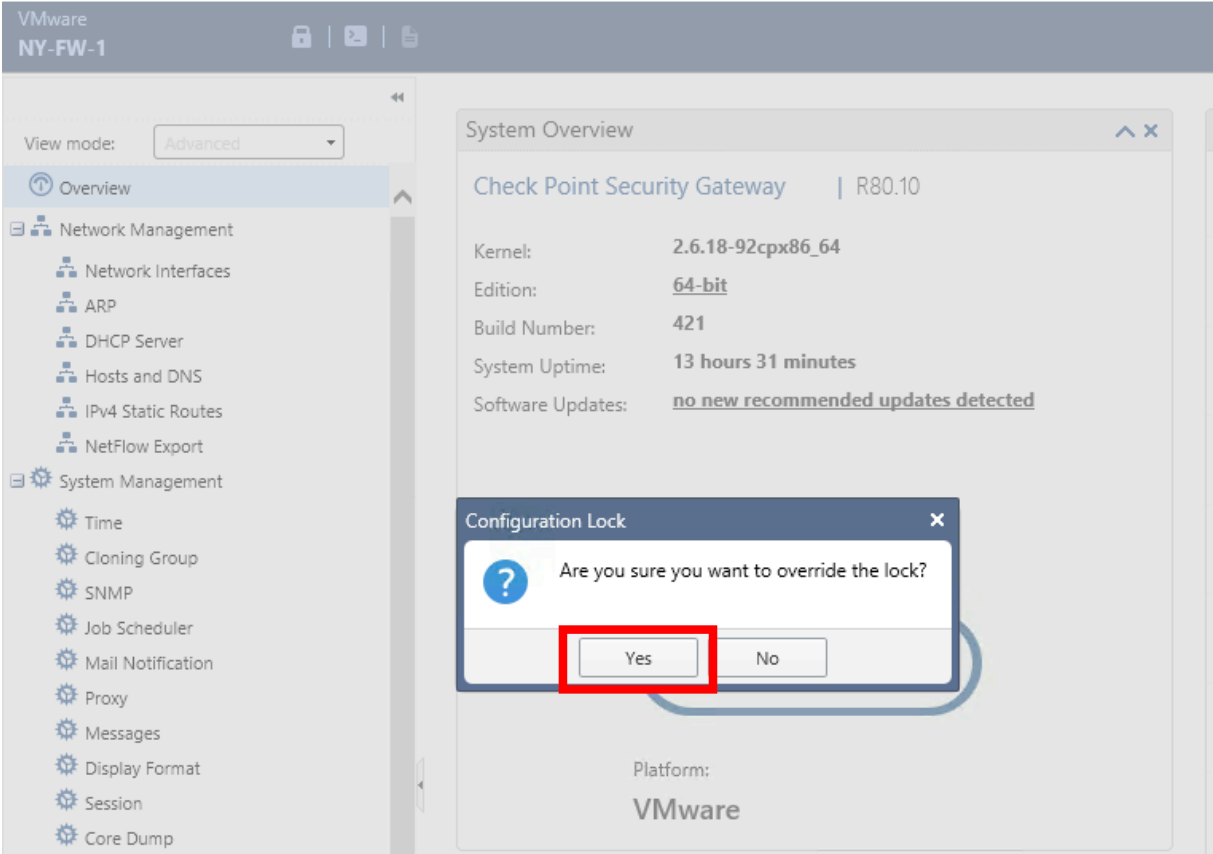 VMware
NY-FW-1
View mode: Advanced
Overview
Network Management
Network Interfaces
ARP
DHCP Server
Hosts and DNS
IPv4 Static Routes
NetFlow Export
System Management
Time
Cloning Group
SNMP
Job Scheduler
Mail Notification
Proxy
Messages
Display Format
Session
Core Dump
System Overview
Check Point Security Gateway | R80.10
Kernel: 2.6.18-92cpx86_64
Edition: 64-bit
Build Number: 421
System Uptime: 13 hours 31 minutes
Software Updates: no new recommended updates detected
Configuration Lock
Are you sure you want to override the lock?
Yes No
Platform:
VMware